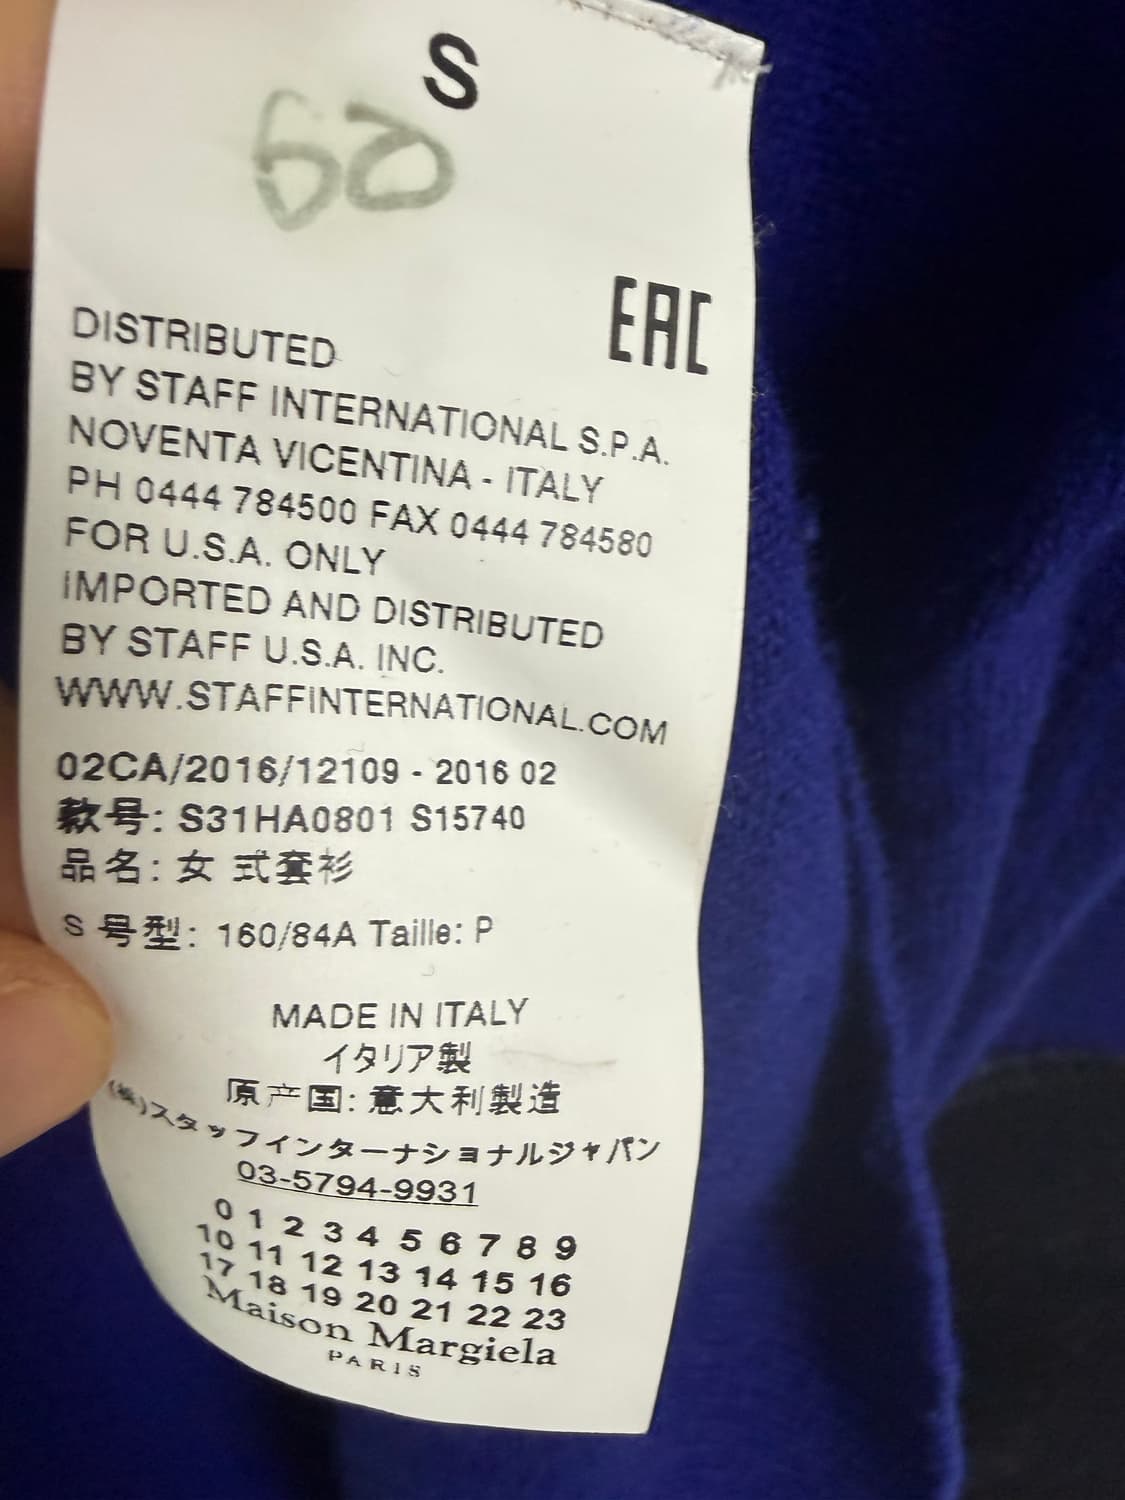 S
60
EAC
DISTRIBUTED
BY STAFF INTERNATIONAL S.P.A.
NOVENTA VICENTINA - ITALY
PH 0444 784500 FAX 0444 784580
FOR U.S.A. ONLY
IMPORTED AND DISTRIBUTED
BY STAFF U.S.A. INC.
WWW.STAFFINTERNATIONAL.COM
02CA/2016/12109 - 2016 02
款号: S31HA0801 S15740
品名: 女 式套衫
S 号型: 160/84A Taille: P
MADE IN ITALY
イタリア製
原产国: 意大利製造
(株)スタッフインターナショナルジャパン
03-5794-9931
0 1 2 3 4 5 6 7 8 9
10 11 12 13 14 15 16
17 18 19 20 21 22 23
Maison Margiela
PARIS